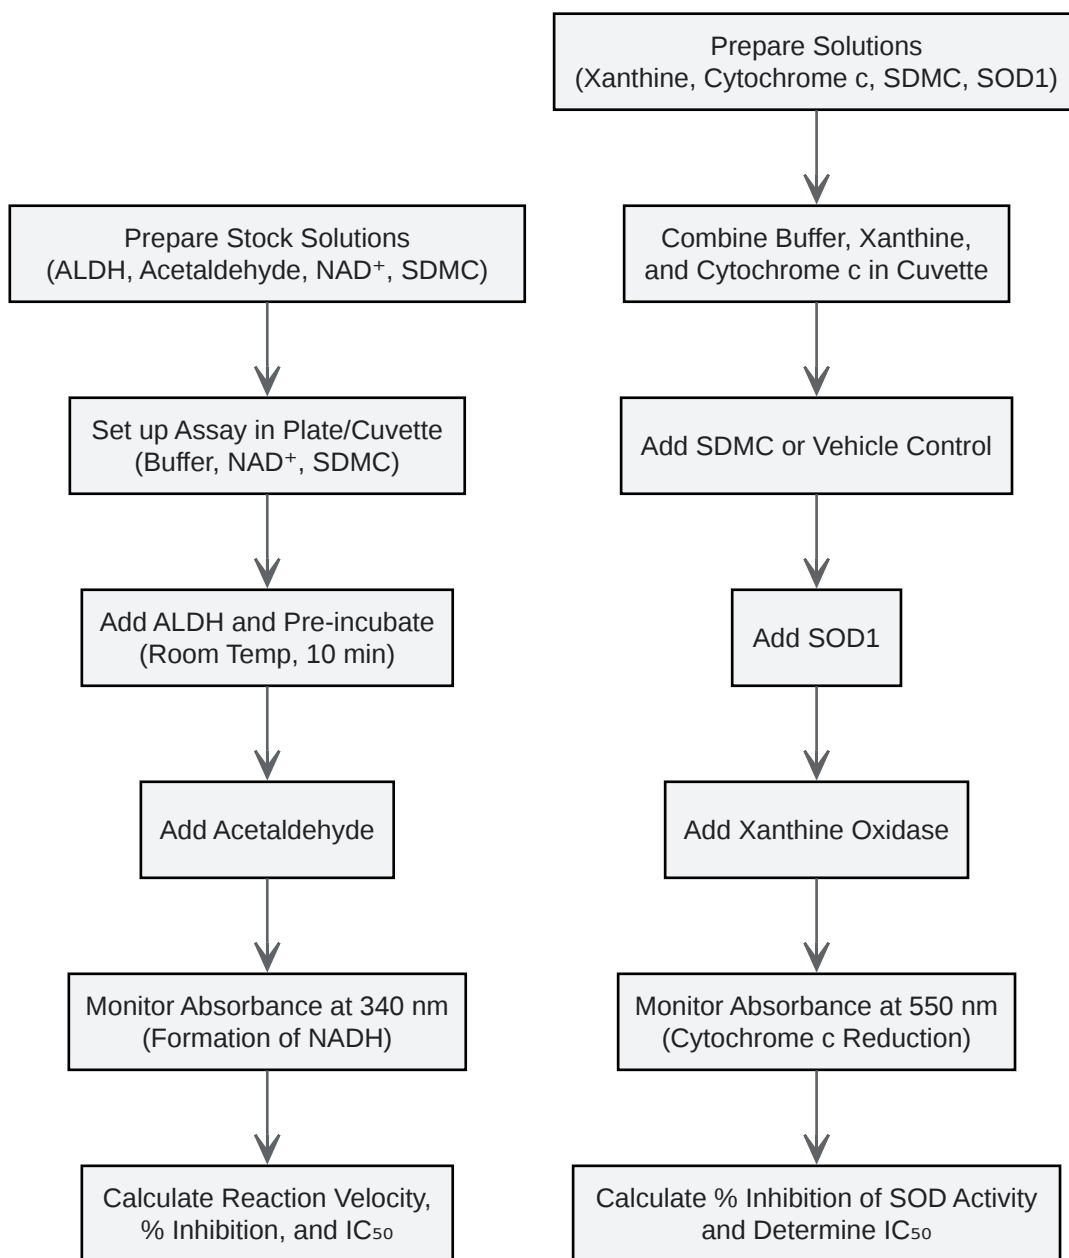 Prepare Stock Solutions
(ALDH, Acetaldehyde, NAD⁺, SDMC)
Set up Assay in Plate/Cuvette
(Buffer, NAD⁺, SDMC)
Add ALDH and Pre-incubate
(Room Temp, 10 min)
Add Acetaldehyde
Monitor Absorbance at 340 nm
(Formation of NADH)
Calculate Reaction Velocity,
% Inhibition, and IC₅₀
Prepare Solutions
(Xanthine, Cytochrome c, SDMC, SOD1)
Combine Buffer, Xanthine,
and Cytochrome c in Cuvette
Add SDMC or Vehicle Control
Add SOD1
Add Xanthine Oxidase
Monitor Absorbance at 550 nm
(Cytochrome c Reduction)
Calculate % Inhibition of SOD Activity
and Determine IC₅₀